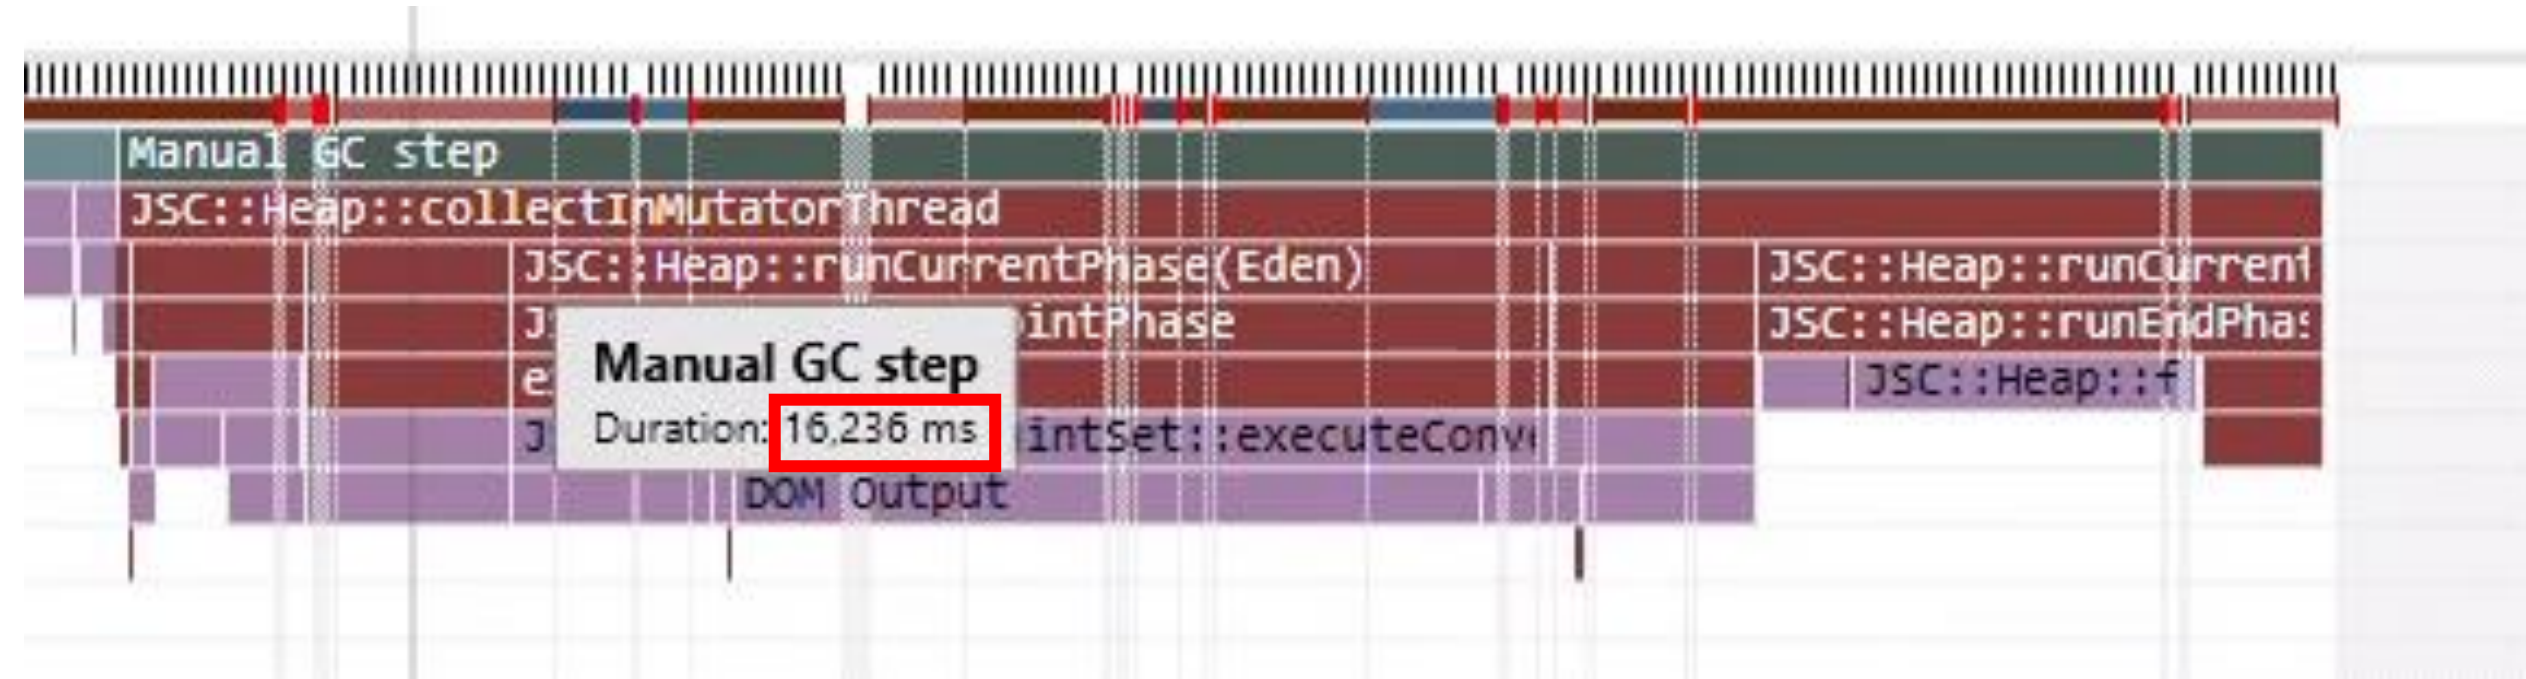 Manual GC step
JSC::Heap::collectInMutatorThread
JSC::Heap::runCurrentPhase(Eden)
JSC::Heap::runCurrent
J
intPhase
JSC::Heap::runEndPhas
Manual GC step
e
JSC::Heap::f
Duration: 16,236 ms
J
intSet::executeConv
DOM Output